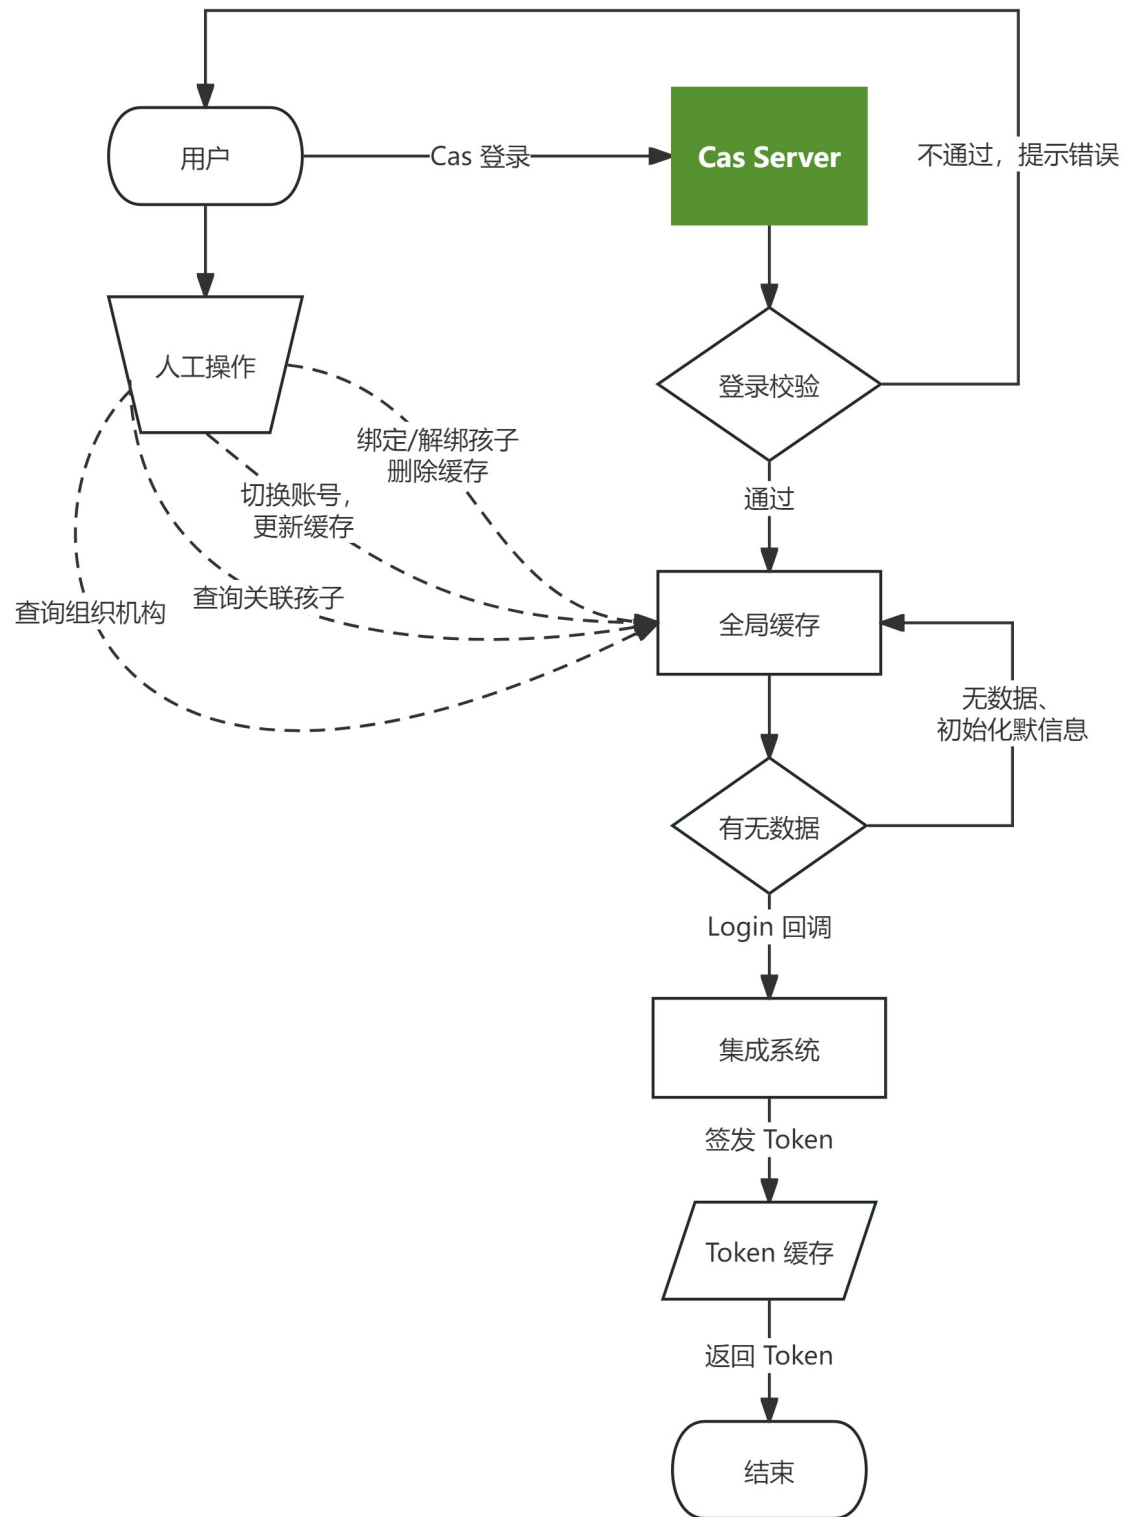 用户
Cas 登录
Cas Server
不通过，提示错误
人工操作
登录校验
绑定/解绑孩子
删除缓存
切换账号，
更新缓存
通过
查询关联孩子
查询组织机构
全局缓存
无数据、
初始化默信息
有无数据
Login 回调
集成系统
签发 Token
Token 缓存
返回 Token
结束